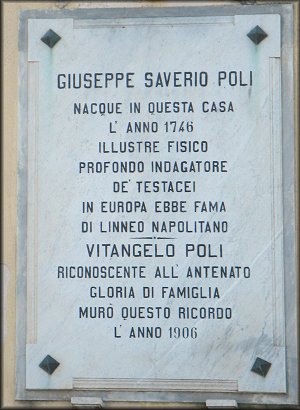 GIUSEPPE SAVERIO POLI
NACQUE IN QUESTA CASA
L' ANNO 1746
ILLUSTRE FISICO
PROFONDO INDAGATORE
DE' TESTACEI
IN EUROPA EBBE FAMA
DI LINNEO NAPOLITANO
VITANGELO POLI
RICONOSCENTE ALL' ANTENATO
GLORIA DI FAMIGLIA
MURÒ QUESTO RICORDO
L' ANNO 1906